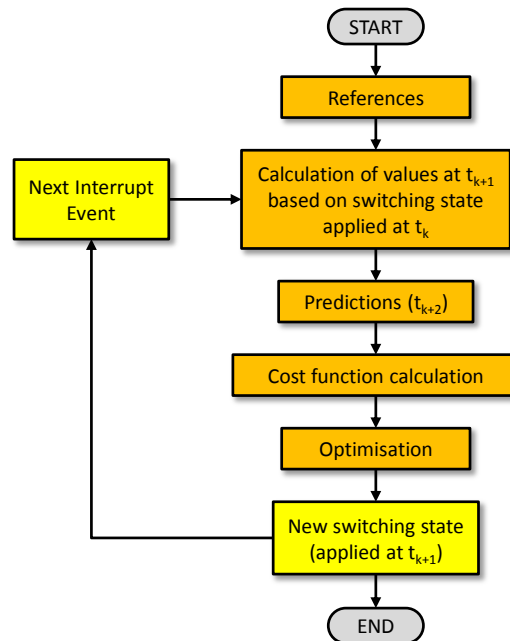 START
References
Calculation of values at tₖ₊₁
based on switching state
applied at tₖ
Next Interrupt
Event
Predictions (tₖ₊₂)
Cost function calculation
Optimisation
New switching state
(applied at tₖ₊₁)
END